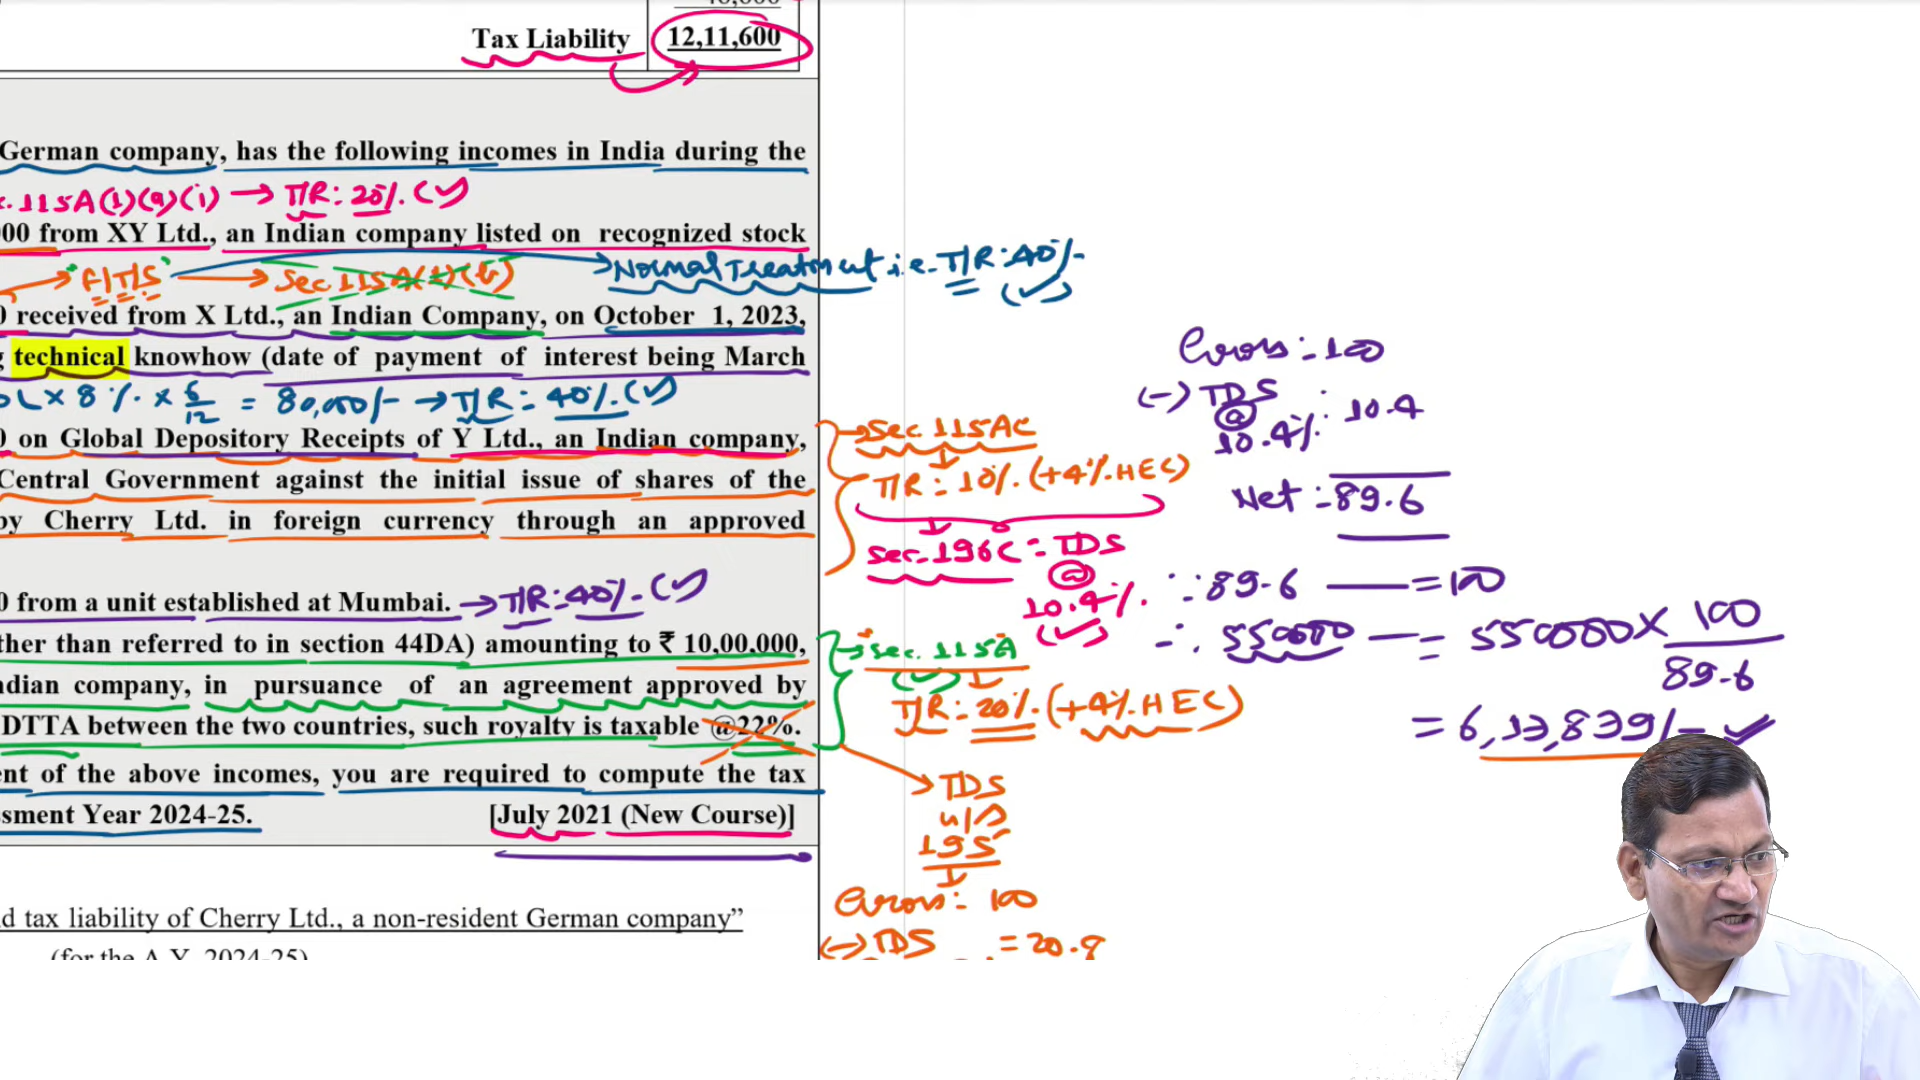 Tax Liability 12,11,600
German company, has the following incomes in India during the
. 115A(1)(a)(i) → T/R: 20%. (✓)
00 from XY Ltd., an Indian company listed on recognized stock
"F/T/S" → Sec 115A(1)(b) → Normal Treatment i.e. T/R: 40%
(✓)
0 received from X Ltd., an Indian Company, on October 1, 2023,
g technical knowhow (date of payment of interest being March
L × 8% × 6/12 = 80,000/- → T/R = 40%. (✓)
0 on Global Depository Receipts of Y Ltd., an Indian company,
Central Government against the initial issue of shares of the
by Cherry Ltd. in foreign currency through an approved
→ Sec 115AC
T/R = 10%. (+4%. HEC)
Sec. 196C = TDS
@
10.4%.
(✓)
Gross :- 100
(-) TDS : 10.4
@
10.4%.
Net :- 89.6
∵ 89.6 — = 100
∴ 550000 — = 550000 × 100/89.6
= 6,13,839/- ✓
0 from a unit established at Mumbai. → T/R: 40%. (✓)
ther than referred to in section 44DA) amounting to ₹ 10,00,000,
ndian company, in pursuance of an agreement approved by
DTTA between the two countries, such royalty is taxable @22%.
→ Sec. 115A
(✓)
T/R = 20%. (+4%. HEC)
ent of the above incomes, you are required to compute the tax
ssment Year 2024-25. [July 2021 (New Course)]
TDS
u/s
195
Gross :- 100
(-) TDS = 20.8
d tax liability of Cherry Ltd., a non-resident German company”
(for the A.Y. 2024-25)